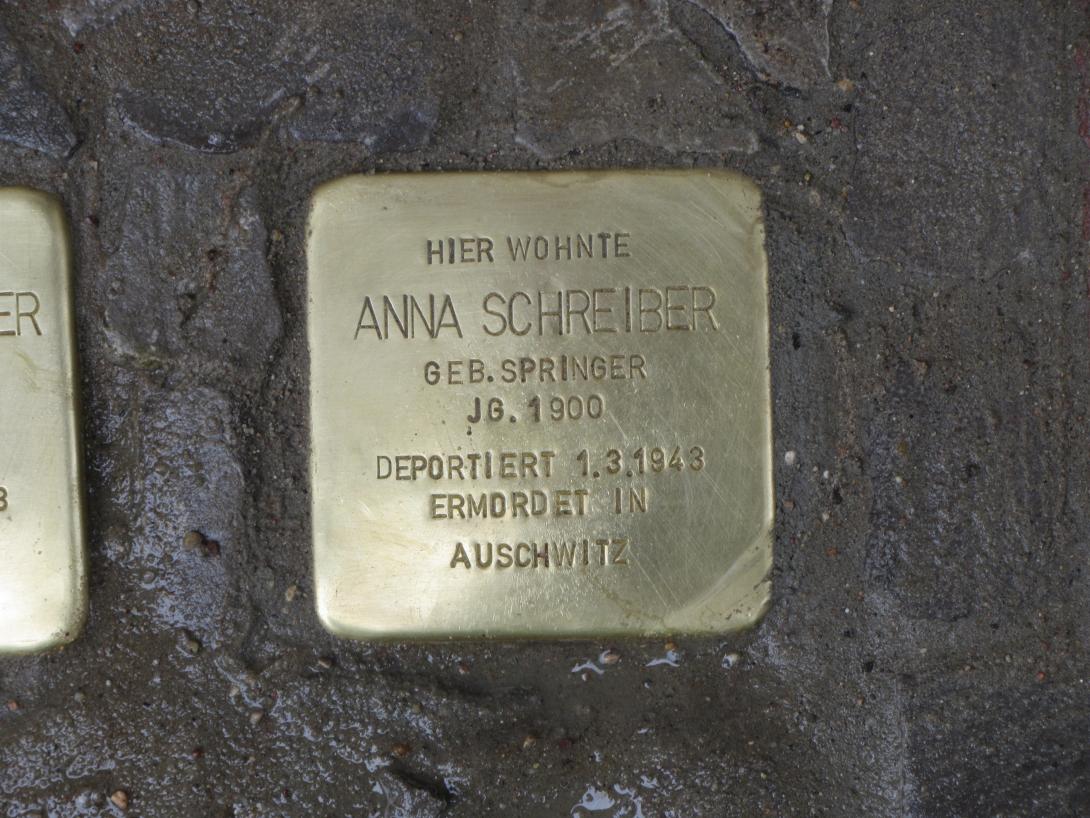 HIER WOHNTE
ANNA SCHREIBER
GEB. SPRINGER
JG. 1900
DEPORTIERT 1.3.1943
ERMORDET IN
AUSCHWITZ